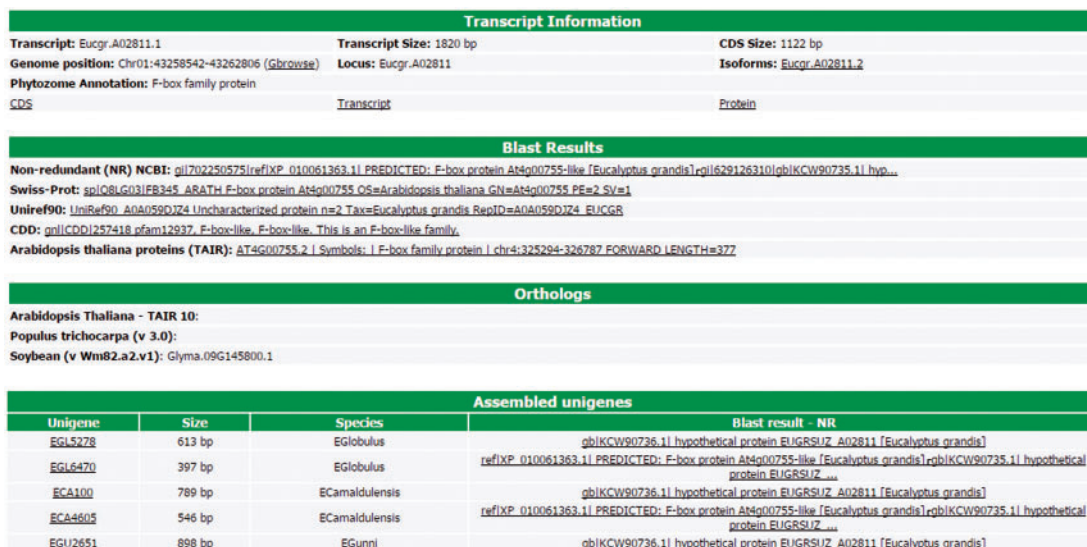 Transcript Information
Transcript: Eucgr.A02811.1 Transcript Size: 1820 bp CDS Size: 1122 bp
Genome position: Chr01:43258542-43262806 (Gbrowse) Locus: Eucgr.A02811 Isoforms: Eucgr.A02811.2
Phytozome Annotation: F-box family protein
CDS Transcript Protein
Blast Results
Non-redundant (NR) NCBI: gi|702250575|ref|XP_010061363.1| PREDICTED: F-box protein At4g00755-like [Eucalyptus grandis]┌gi|629126310|gb|KCW90735.1| hyp...
Swiss-Prot: sp|Q8LG03|FB345_ARATH F-box protein At4g00755 OS=Arabidopsis thaliana GN=At4g00755 PE=2 SV=1
Uniref90: UniRef90_A0A059DJZ4 Uncharacterized protein n=2 Tax=Eucalyptus grandis RepID=A0A059DJZ4_EUCGR
CDD: gnl|CDD|257418 pfam12937, F-box-like, F-box-like. This is an F-box-like family.
Arabidopsis thaliana proteins (TAIR): AT4G00755.2 | Symbols: | F-box family protein | chr4:325294-326787 FORWARD LENGTH=377
Orthologs
Arabidopsis Thaliana - TAIR 10:
Populus trichocarpa (v 3.0):
Soybean (v Wm82.a2.v1): Glyma.09G145800.1
Assembled unigenes
Unigene Size Species Blast result - NR
EGL5278 613 bp EGlobulus gb|KCW90736.1| hypothetical protein EUGRSUZ_A02811 [Eucalyptus grandis]
EGL6470 397 bp EGlobulus ref|XP_010061363.1| PREDICTED: F-box protein At4g00755-like [Eucalyptus grandis]┌gb|KCW90735.1| hypothetical
protein EUGRSUZ_...
ECA100 789 bp ECamaldulensis gb|KCW90736.1| hypothetical protein EUGRSUZ_A02811 [Eucalyptus grandis]
ECA4605 546 bp ECamaldulensis ref|XP_010061363.1| PREDICTED: F-box protein At4g00755-like [Eucalyptus grandis]┌gb|KCW90735.1| hypothetical
protein EUGRSUZ_...
EGU2651 898 bp EGunni gb|KCW90736.1| hypothetical protein EUGRSUZ_A02811 [Eucalyptus grandis]